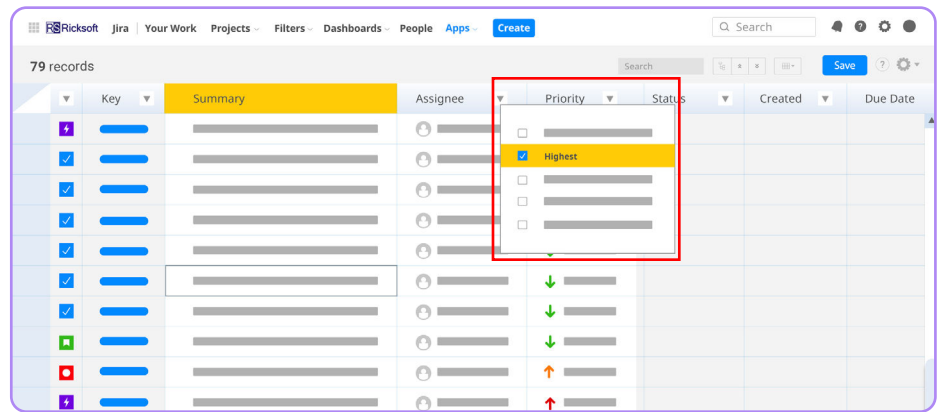 RS Ricksoft Jira Your Work Projects Filters Dashboards People Apps Create Search
79 records Search Save ?
Key Summary Assignee Priority Status Created Due Date
Highest